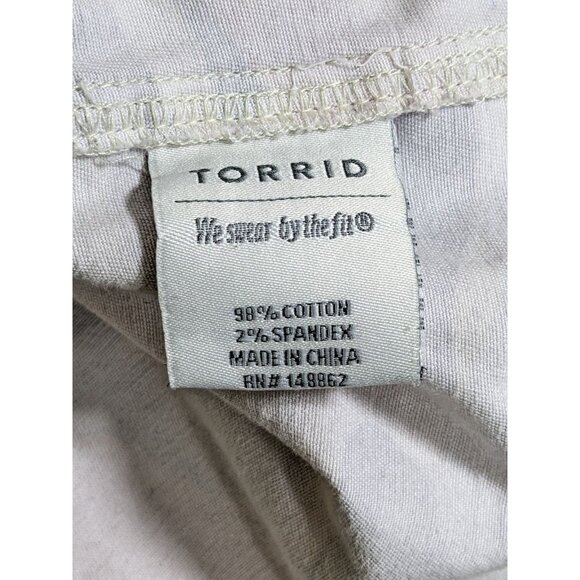 TORRID
We swear by the fit®
98% COTTON
2% SPANDEX
MADE IN CHINA
RN# 148862